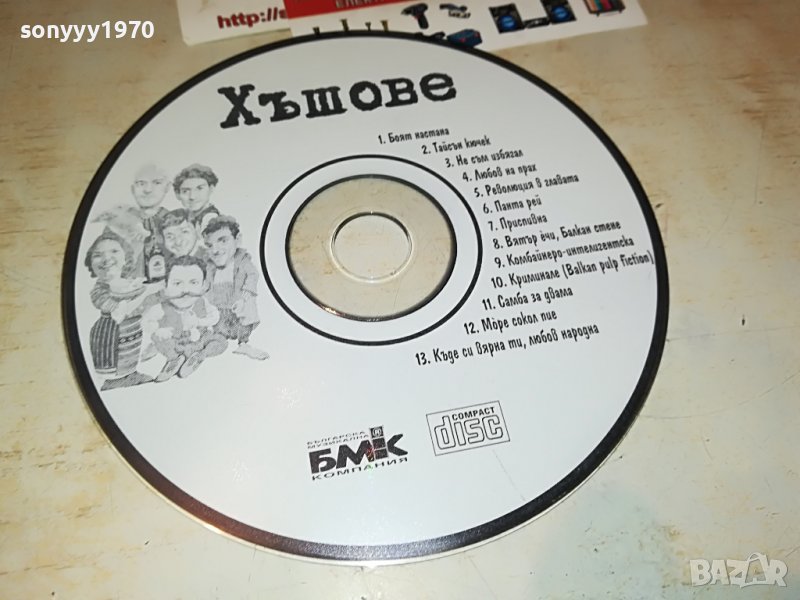 sonyyy1970
http://s
Хъшове
1. Боят настана
2. Тайсън кючек
3. Не съм избягал
4. Любов на прах
5. Революция в главата
6. Панта рей
7. Приспивна
8. Вятър ечи, Балкан стене
9. Комбайнеро-интелигентска
10. Криминале (Balkan pulp Fiction)
11. Самба за двама
12. Море сокол пие
13. Къде си вярна ти, любов народна
БЪЛГАРСКА
МУЗИКАЛНА
БМК
КОМПАНИЯ
COMPACT
disc
BAZAR